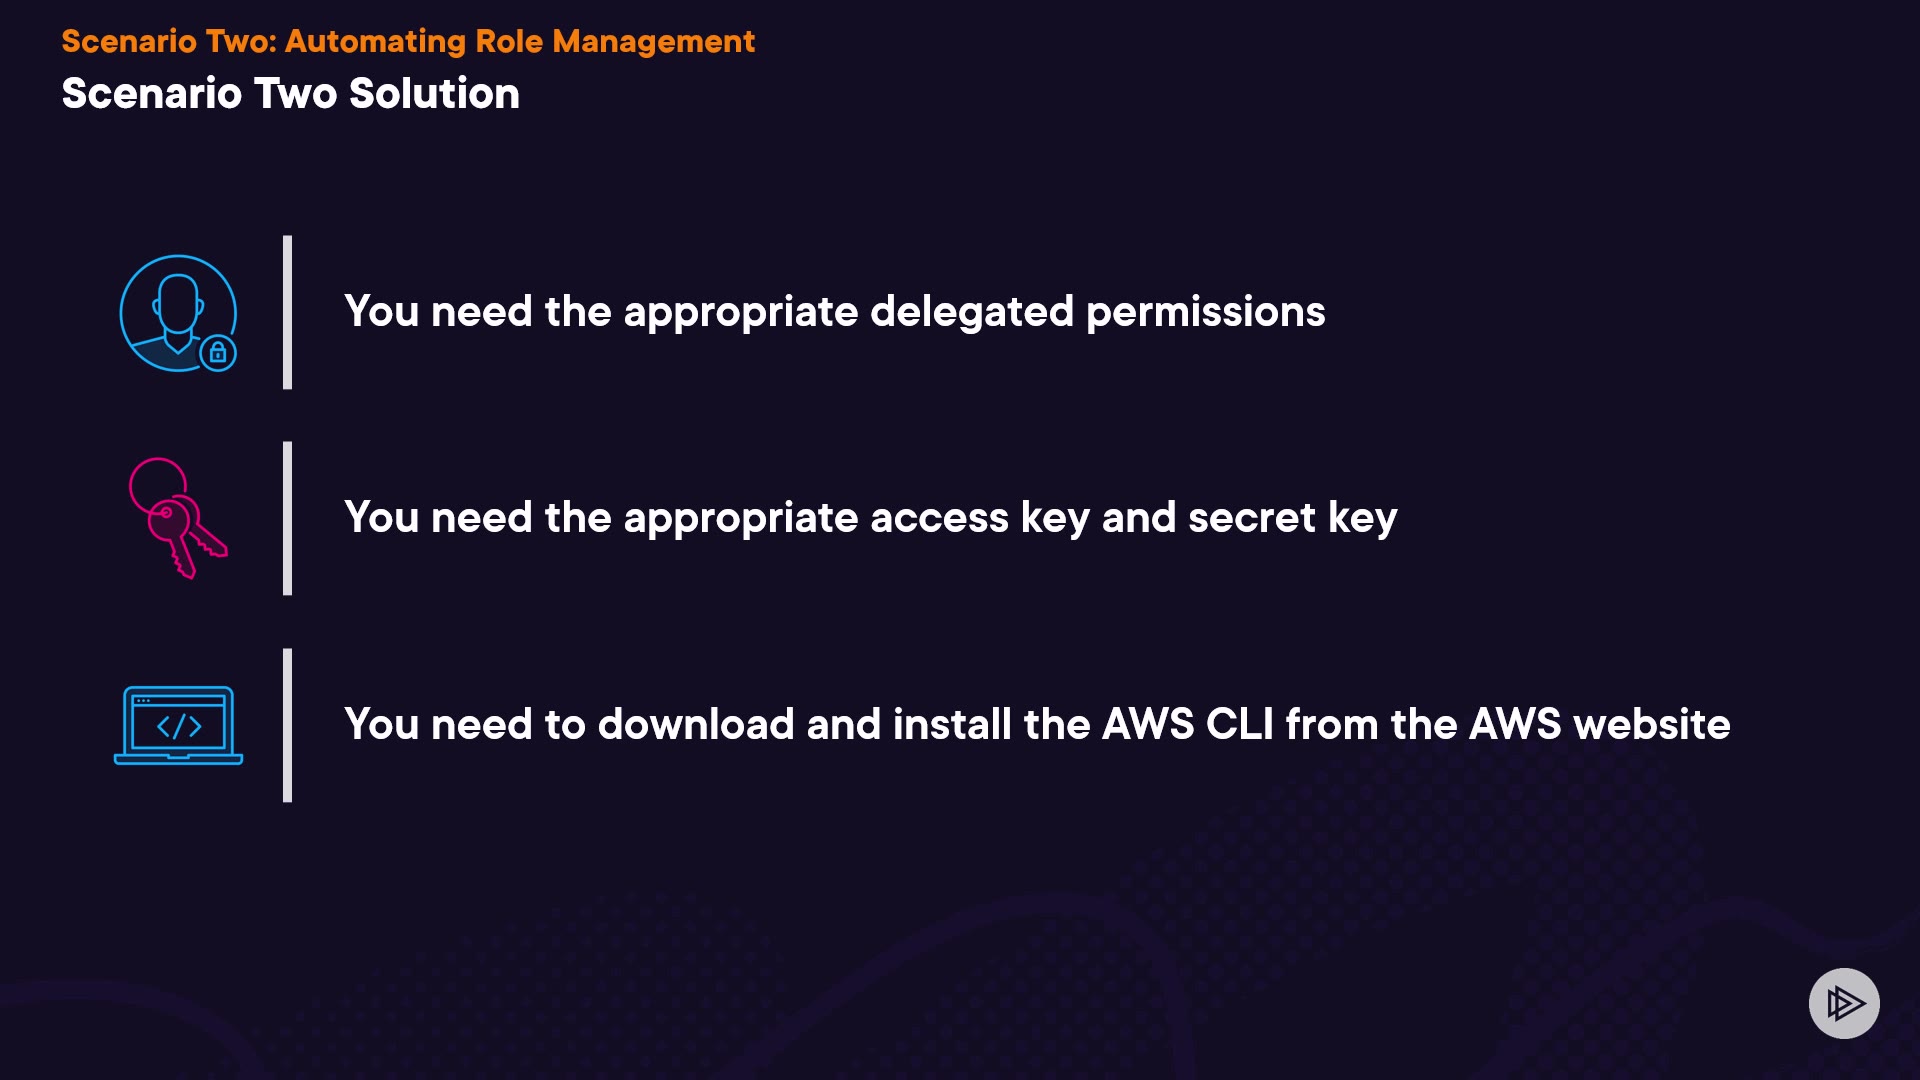 Scenario Two: Automating Role Management
Scenario Two Solution
You need the appropriate delegated permissions
You need the appropriate access key and secret key
You need to download and install the AWS CLI from the AWS website